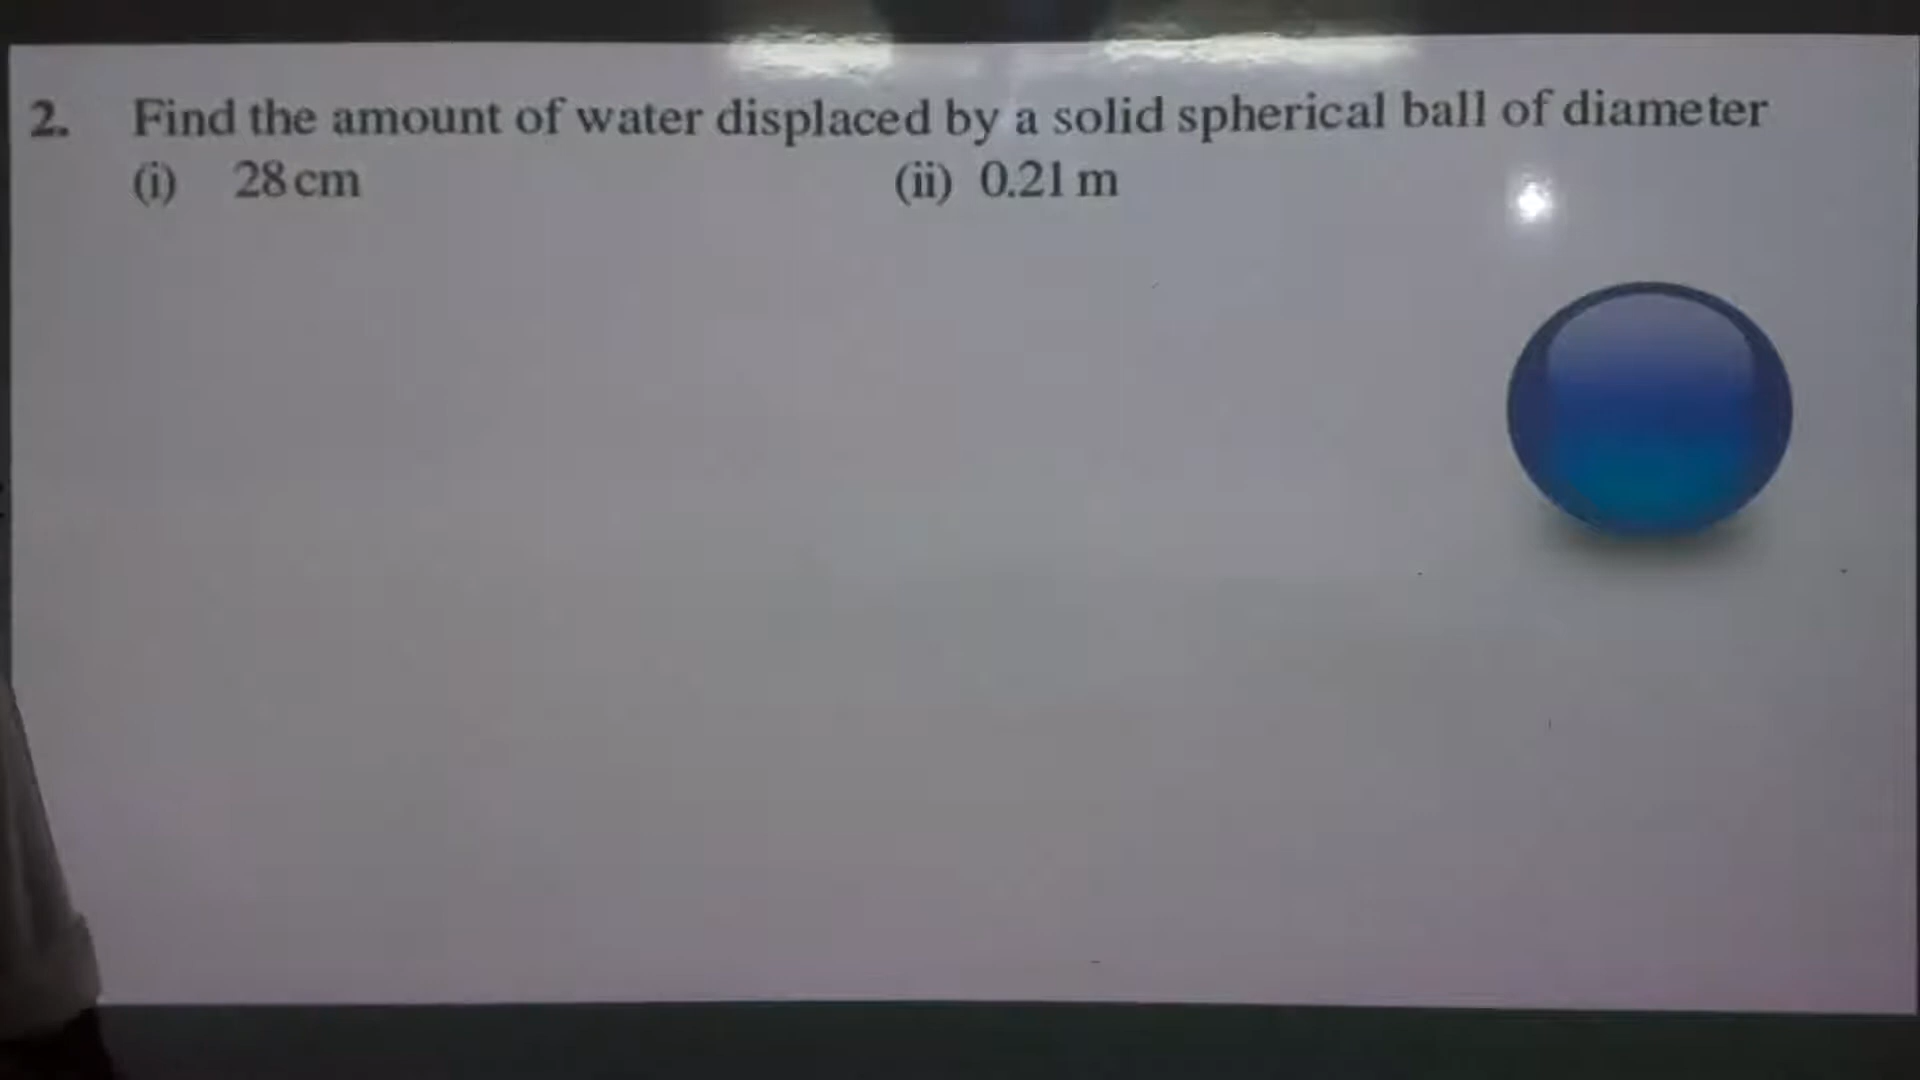 2. Find the amount of water displaced by a solid spherical ball of diameter
(i) 28 cm (ii) 0.21 m